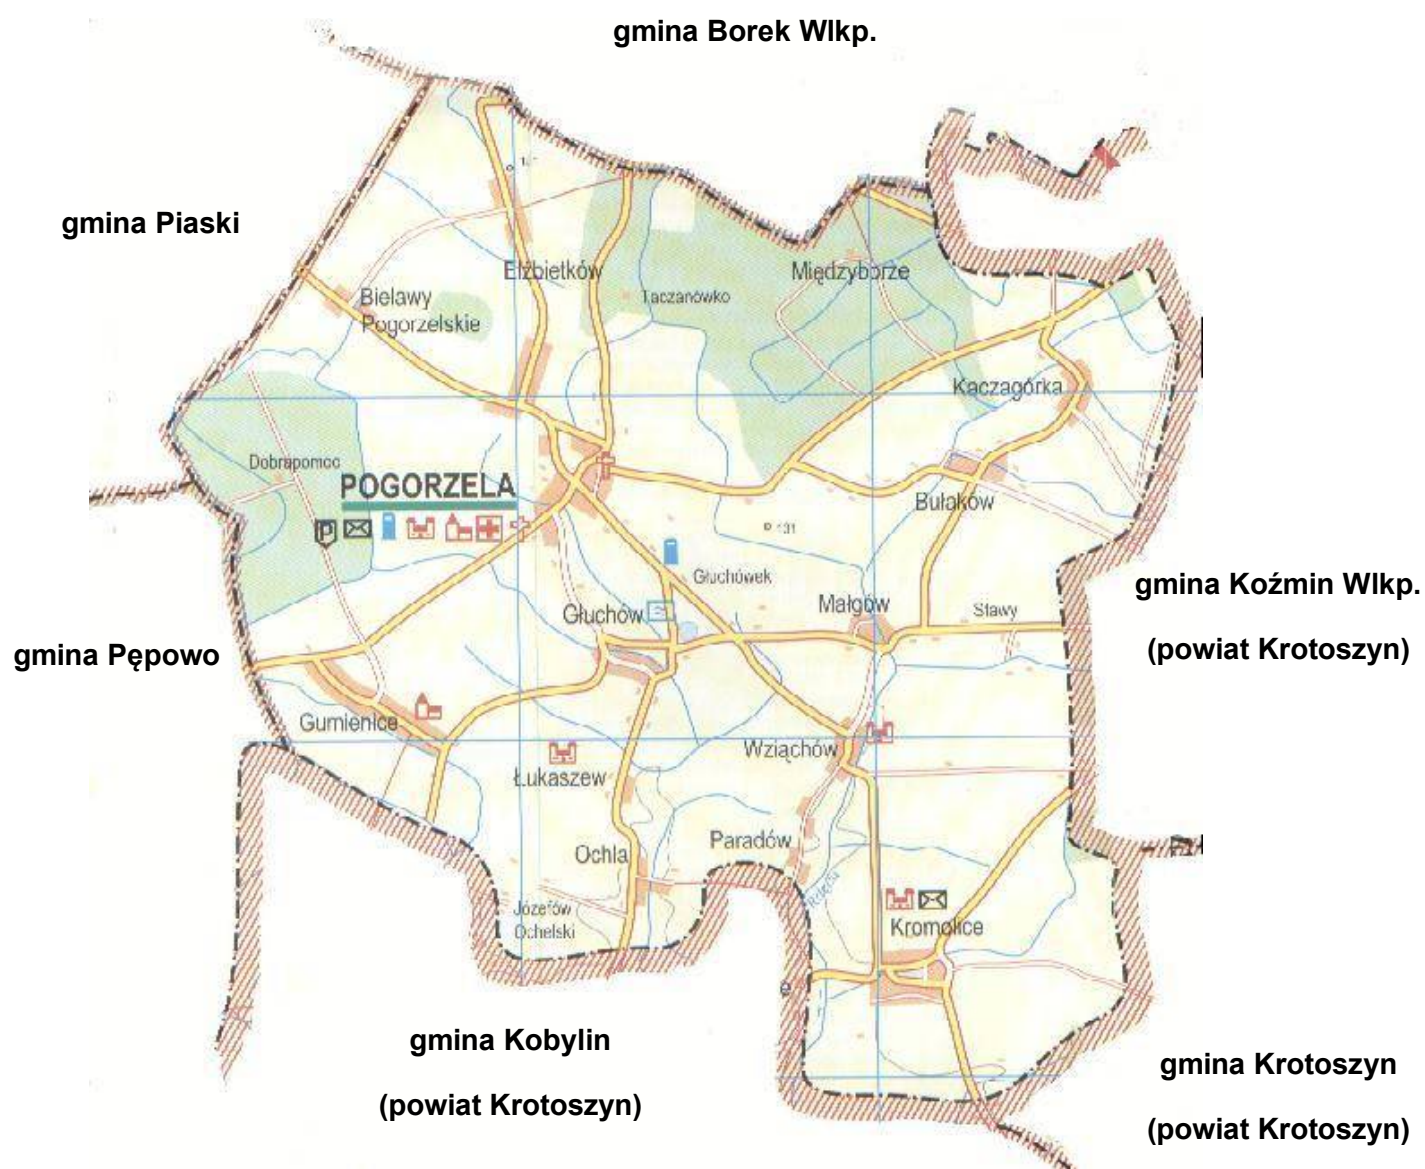 gmina Borek Wlkp.
gmina Piaski
Elżbietków
Międzyborze
Taczanówko
Bielawy
Pogorzelskie
Kaczagórka
Dobrapomoc
POGORZELA
Bułaków
P
131
Głuchówek
gmina Koźmin Wlkp.
Głuchów
Małgów
Stawy
(powiat Krotoszyn)
gmina Pępowo
Gumienice
Wziąchów
Łukaszew
Paradów
Ochla
Józefów
Ochelski
Kromolice
gmina Kobylin
gmina Krotoszyn
(powiat Krotoszyn)
(powiat Krotoszyn)